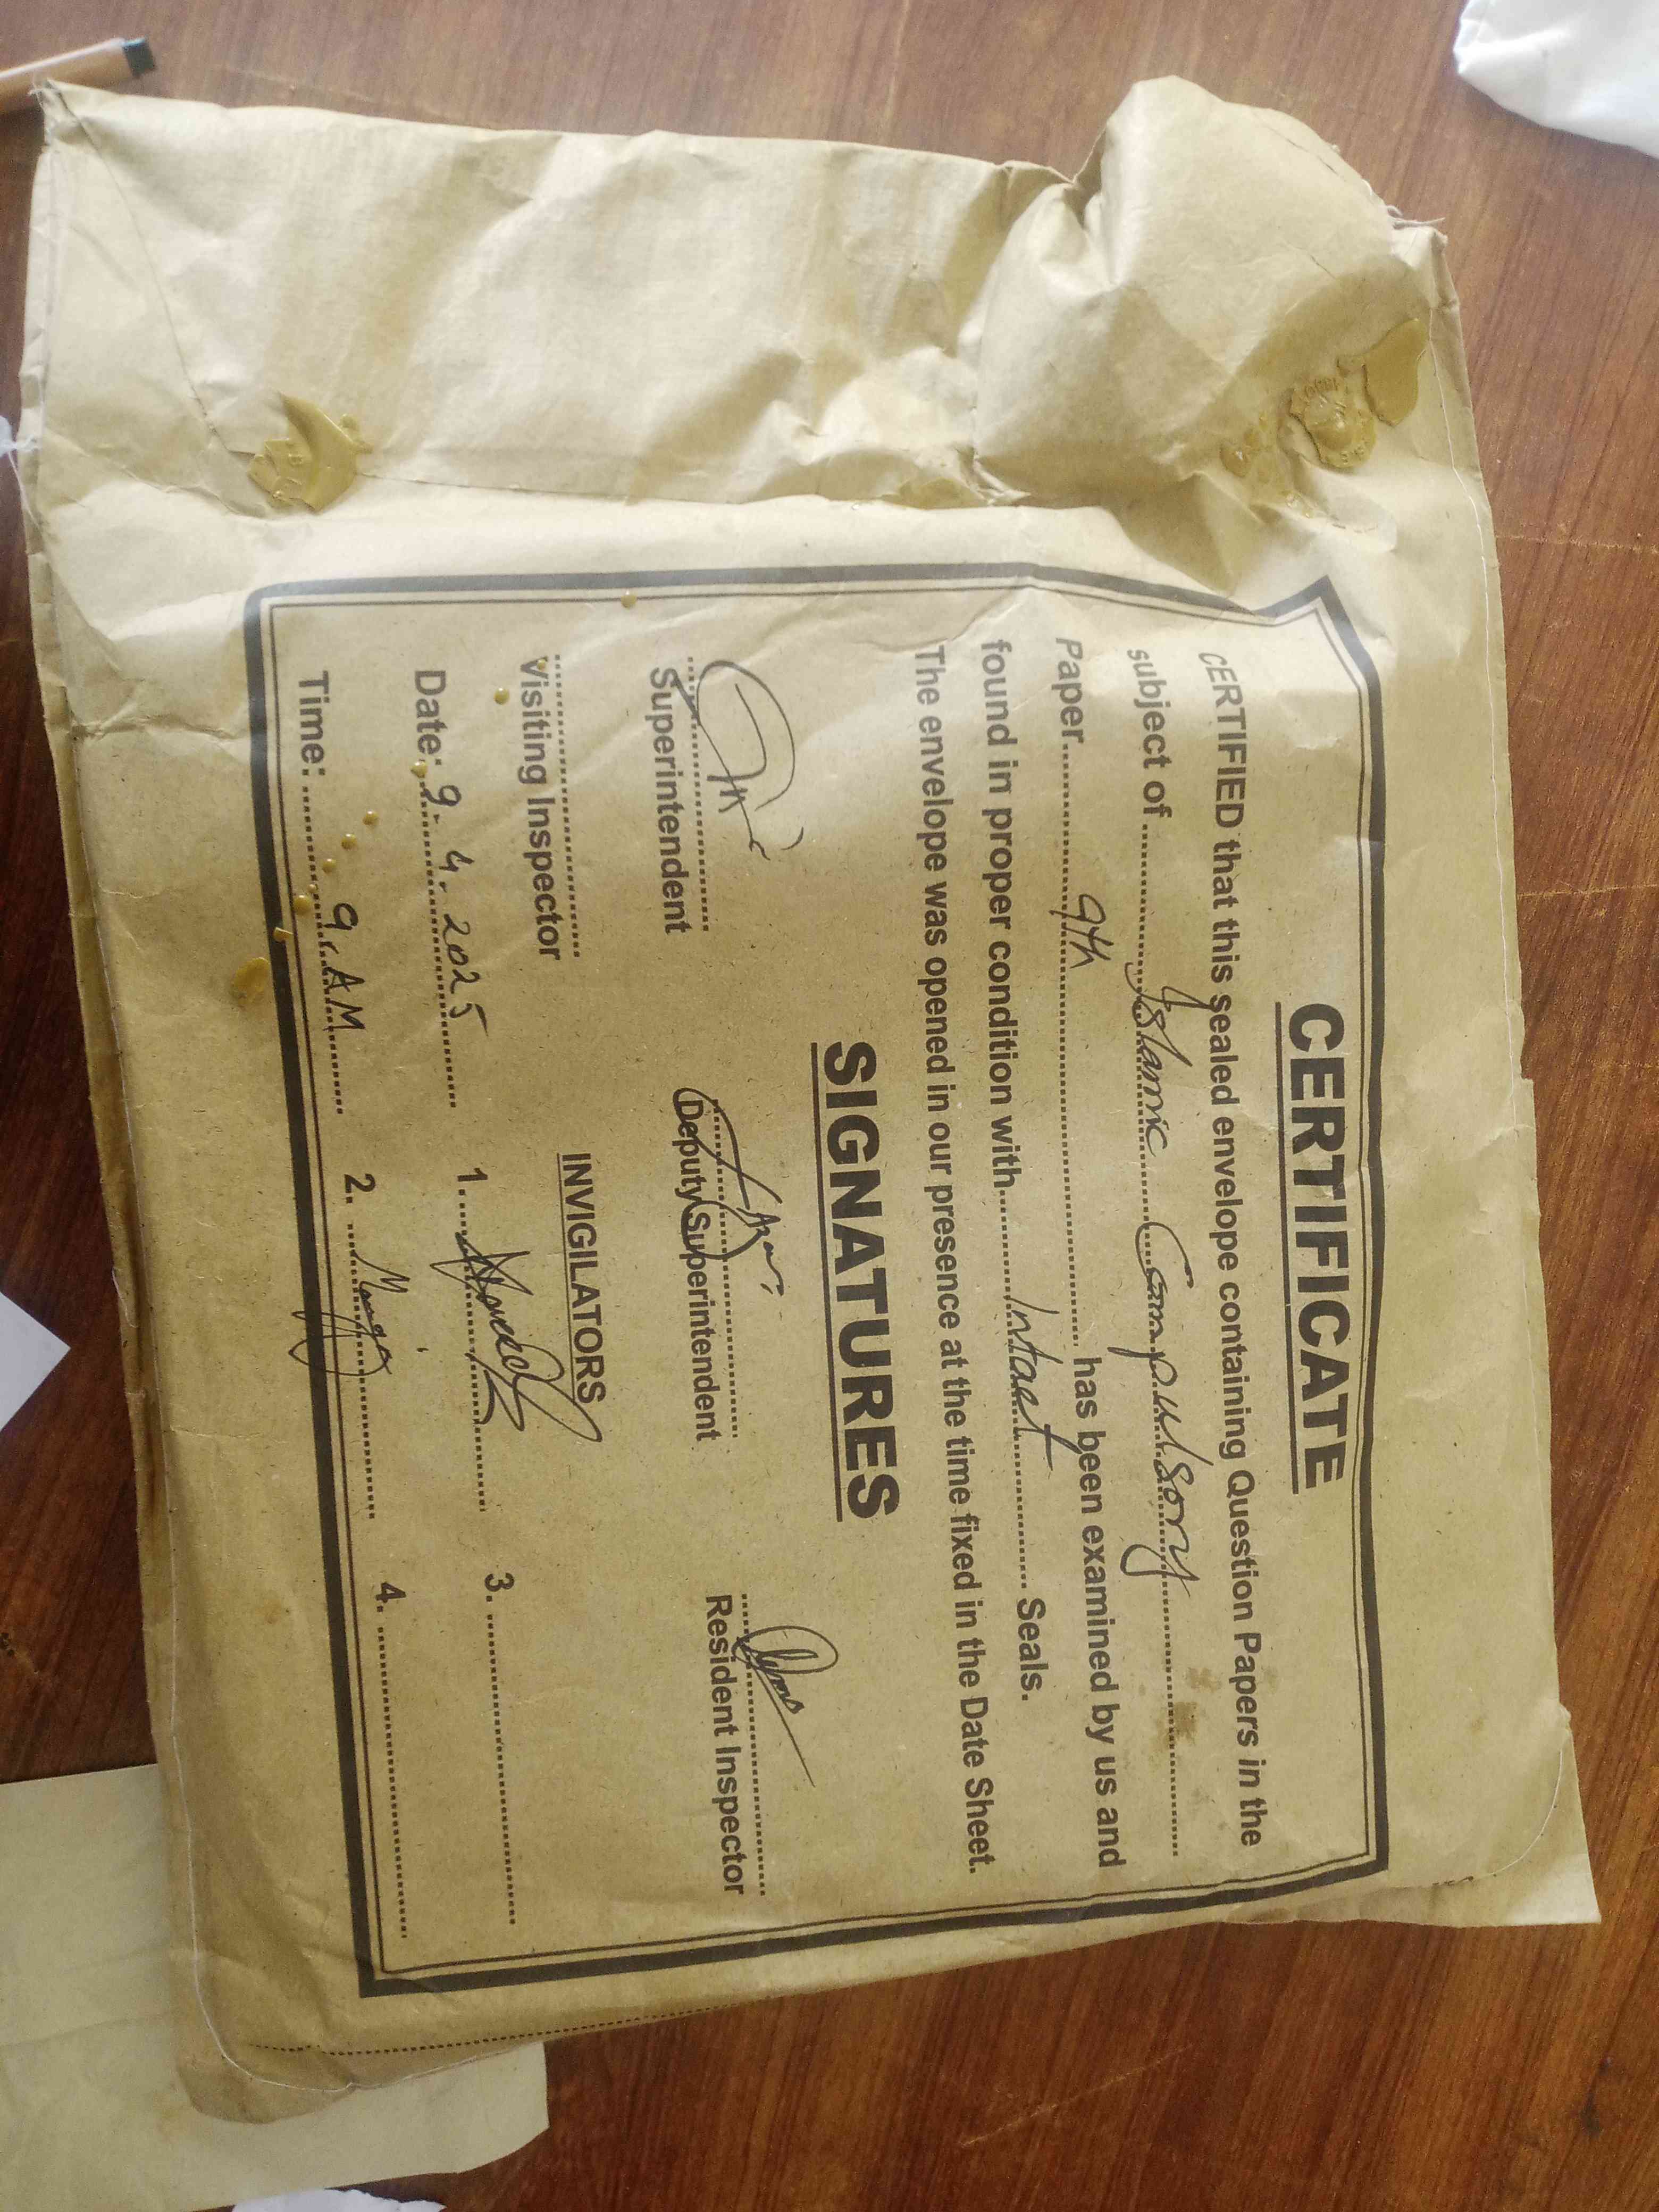 CERTIFICATE
CERTIFIED that this sealed envelope containing Question Papers in the
subject of ............ Islamic Compulsory ............
Paper ............ 9th ............ has been examined by us and
found in proper condition with ............ Intact ............ Seals.
The envelope was opened in our presence at the time fixed in the Date Sheet.
SIGNATURES
Superintendent Deputy Superintendent Resident Inspector
Visiting Inspector INVIGILATORS
Date: 9.4.2025 1. 3.
Time: 9.AM 2. 4.